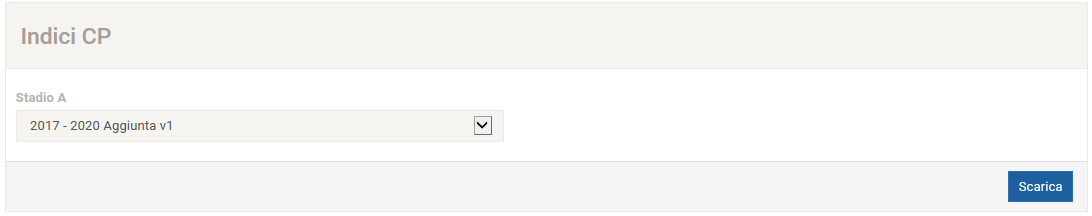 Indici CP
Stadio A
2017 - 2020 Aggiunta v1
Scarica